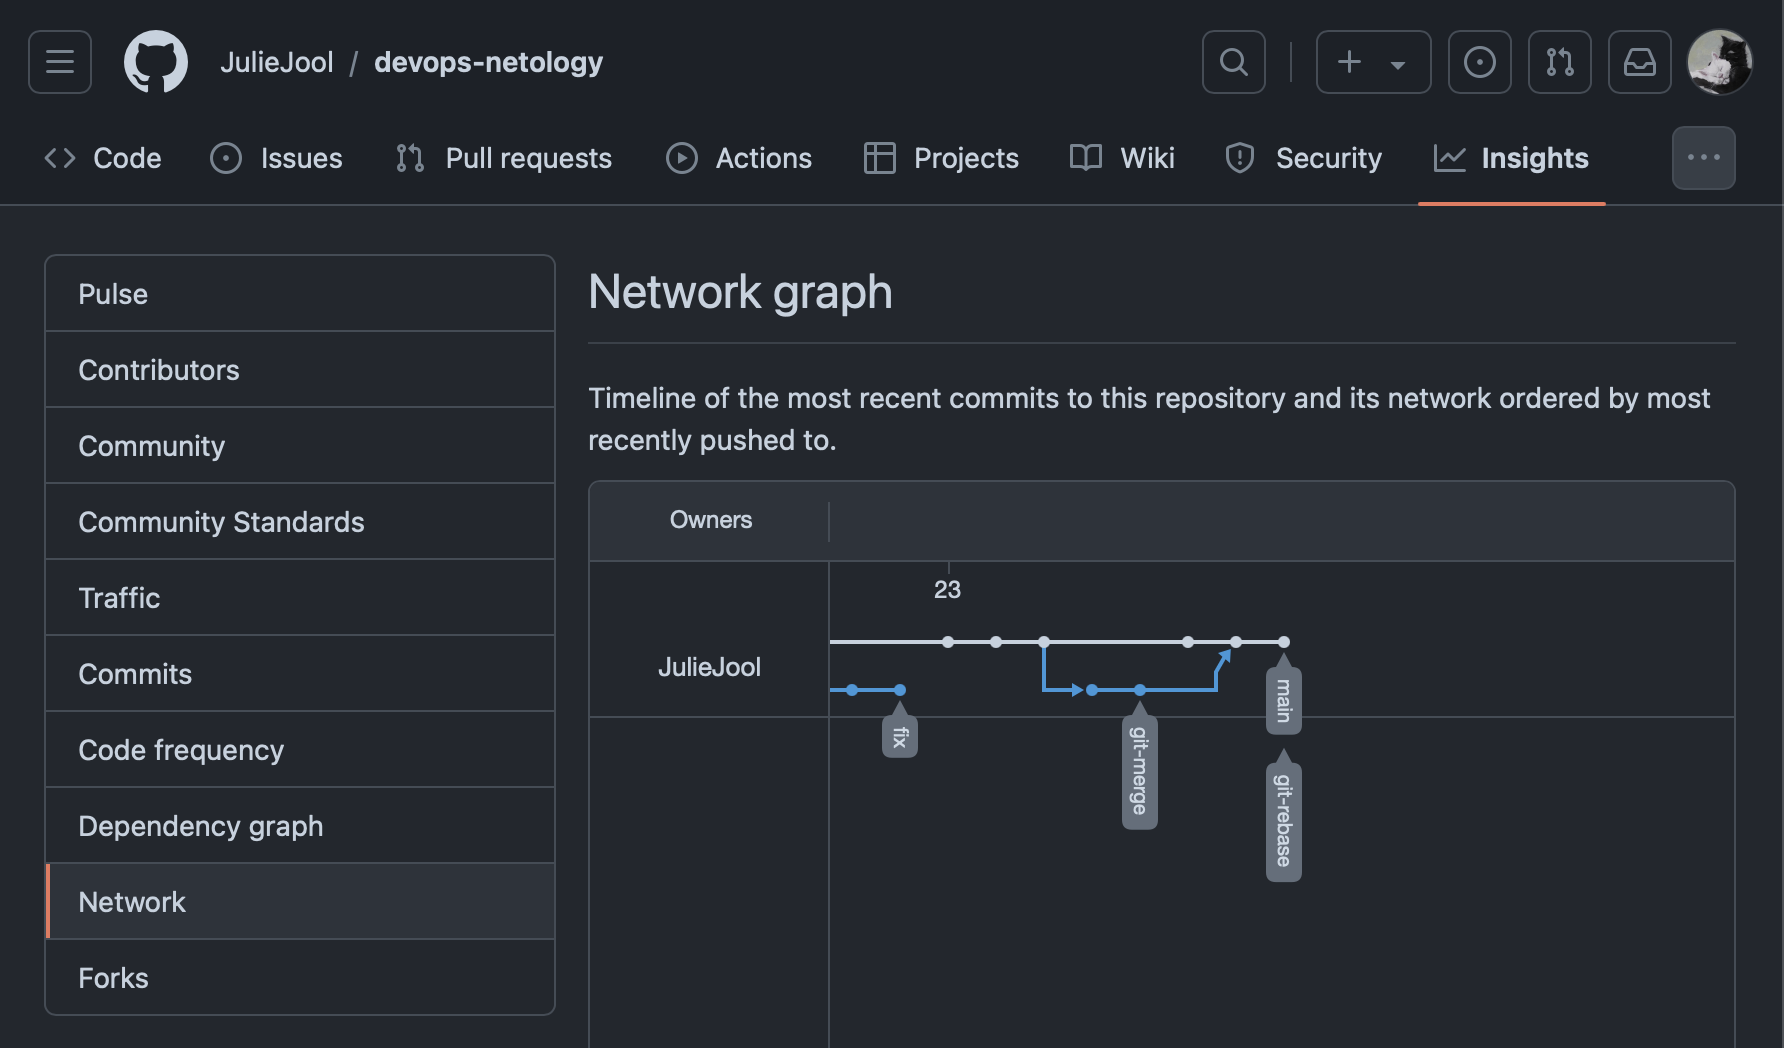 JulieJool / devops-netology
Code Issues Pull requests Actions Projects Wiki Security Insights
Pulse
Contributors
Community
Community Standards
Traffic
Commits
Code frequency
Dependency graph
Network
Forks
Network graph
Timeline of the most recent commits to this repository and its network ordered by most
recently pushed to.
Owners
23
JulieJool
fix
git-merge
main
git-rebase